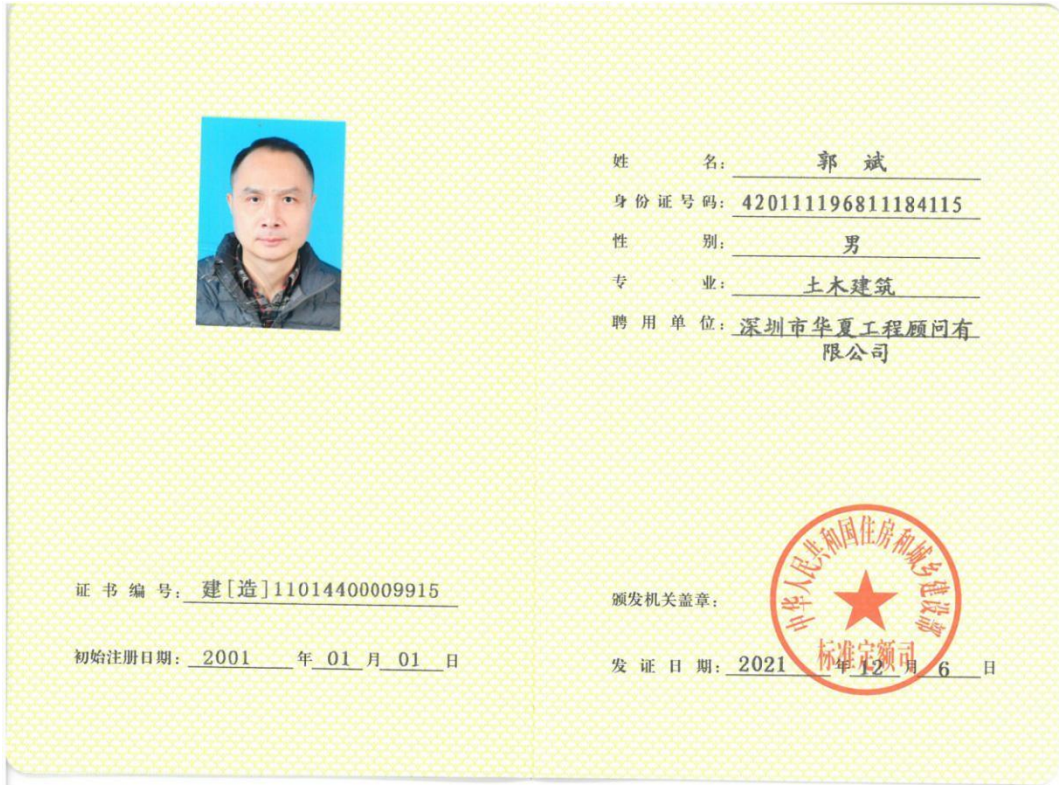 姓 名: 郭 斌
身份证号码: 420111196811184115
性 别: 男
专 业: 土木建筑
聘用单位: 深圳市华夏工程顾问有
限公司
证书编号: 建[造]11014400009915
初始注册日期: 2001 年 01 月 01 日
颁发机关盖章:
中华人民共和国住房和城乡建设部
标准定额司
发证日期: 2021 年 12 月 6 日